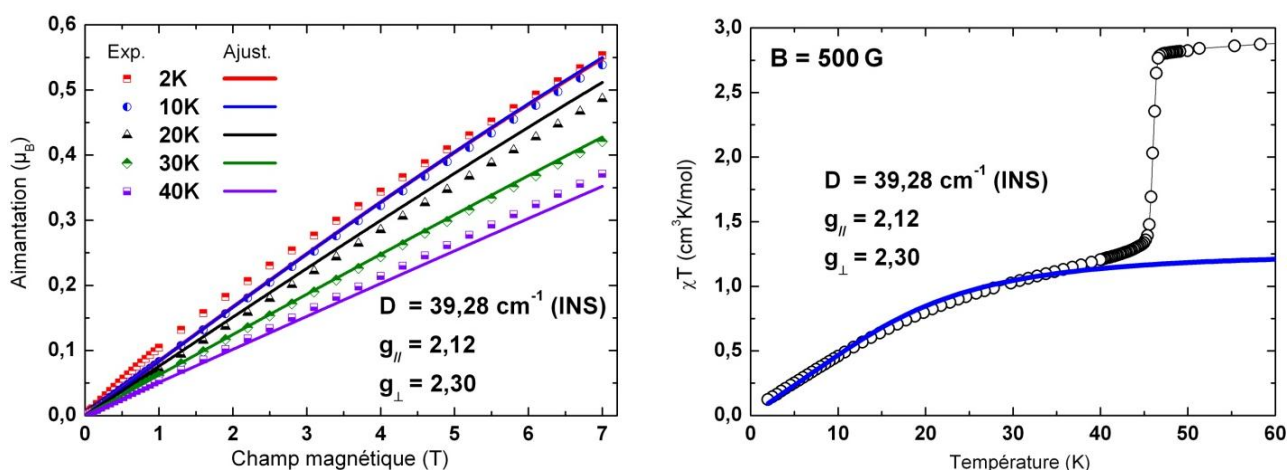 0,6
0,5
0,4
0,3
0,2
0,1
0,0
Aimantation (μB)
Exp. Ajust.
2K
10K
20K
30K
40K
D = 39,28 cm-1 (INS)
g// = 2,12
g⊥ = 2,30
0 1 2 3 4 5 6 7
Champ magnétique (T)
3,0
2,5
2,0
1,5
1,0
0,5
0,0
χT (cm3K/mol)
B = 500 G
D = 39,28 cm-1 (INS)
g// = 2,12
g⊥ = 2,30
0 10 20 30 40 50 60
Température (K)